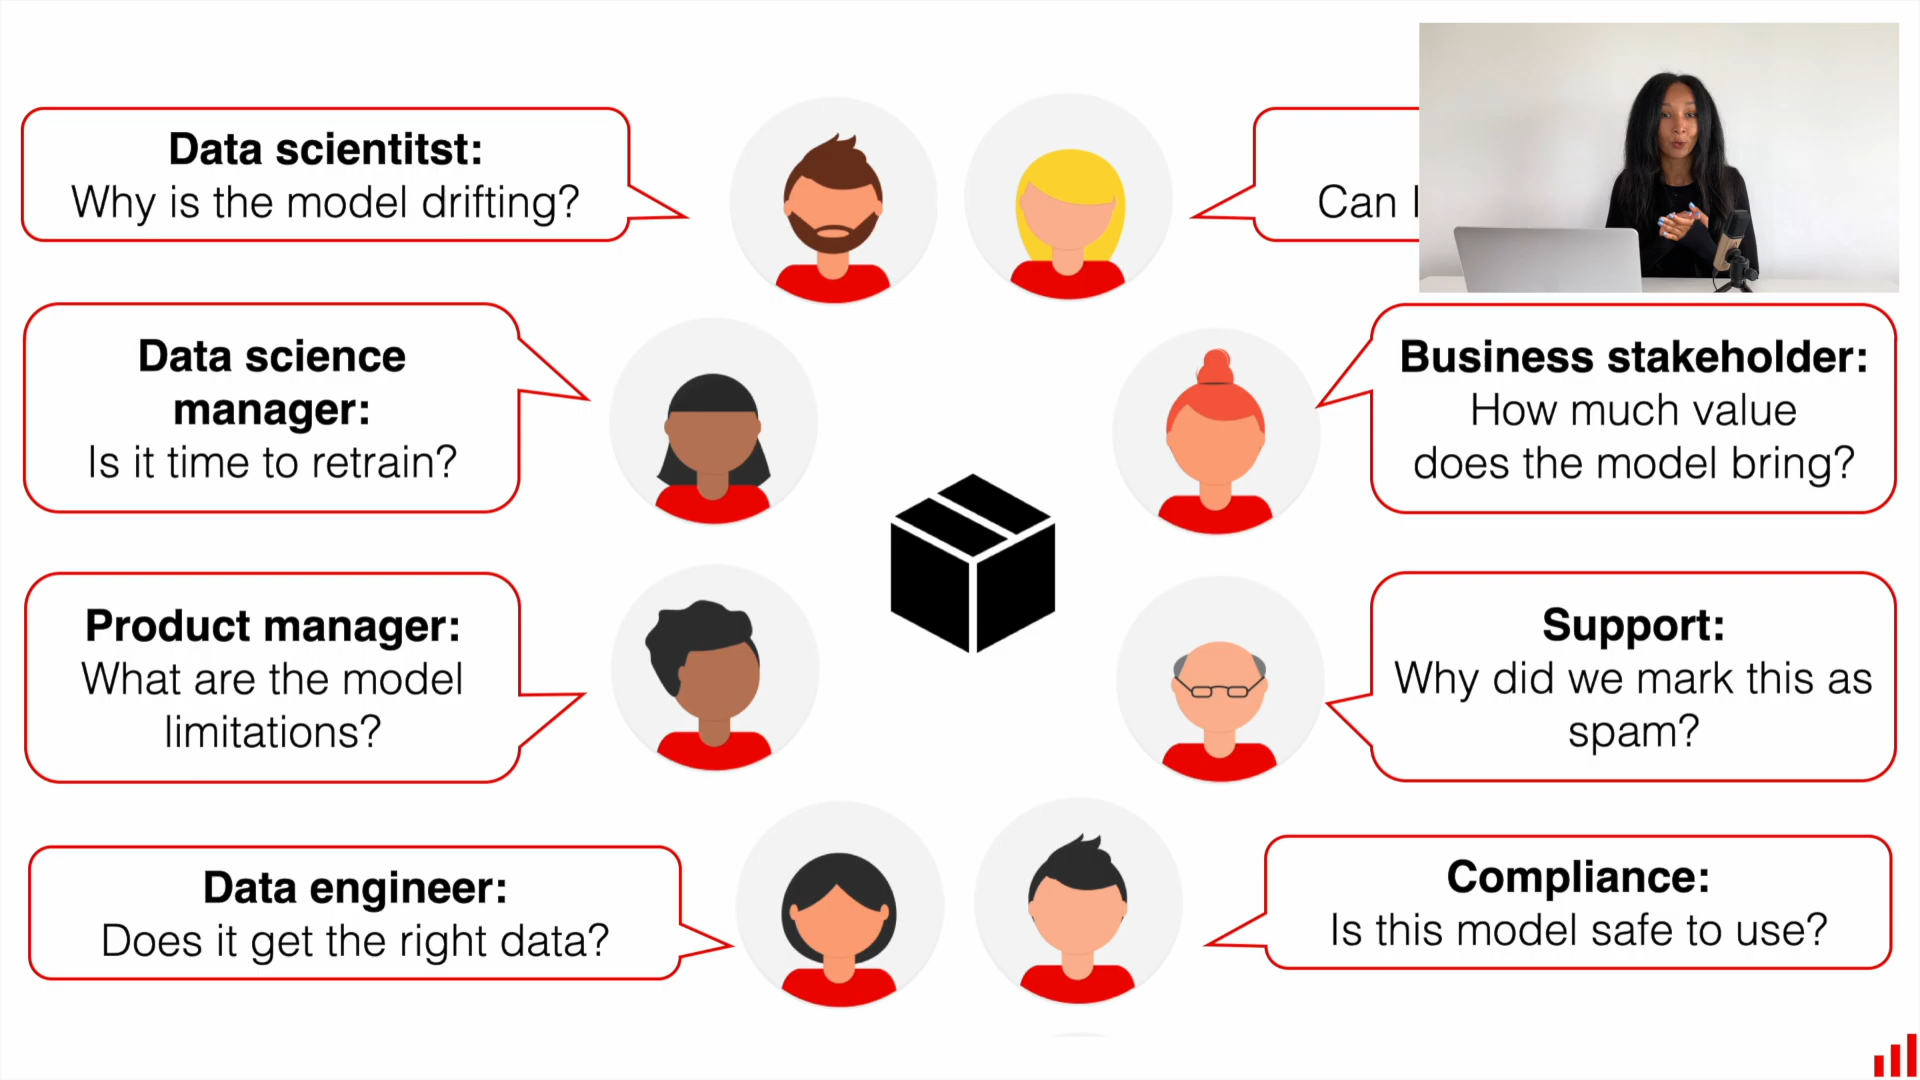 Data scientitst:
Why is the model drifting?
Can
Data science
manager:
Is it time to retrain?
Business stakeholder:
How much value
does the model bring?
Product manager:
What are the model
limitations?
Support:
Why did we mark this as
spam?
Data engineer:
Does it get the right data?
Compliance:
Is this model safe to use?